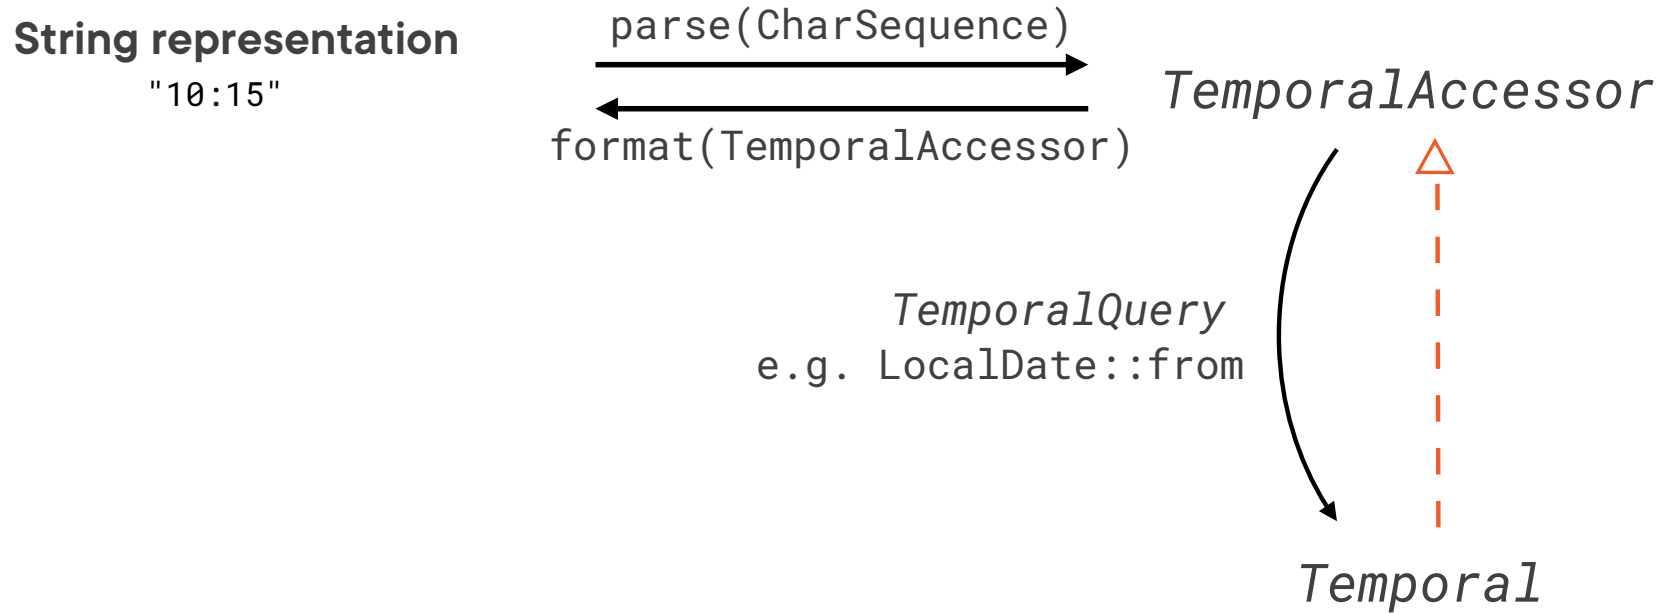 String representation
"10:15"
parse(CharSequence)
format(TemporalAccessor)
TemporalAccessor
TemporalQuery
e.g. LocalDate::from
Temporal